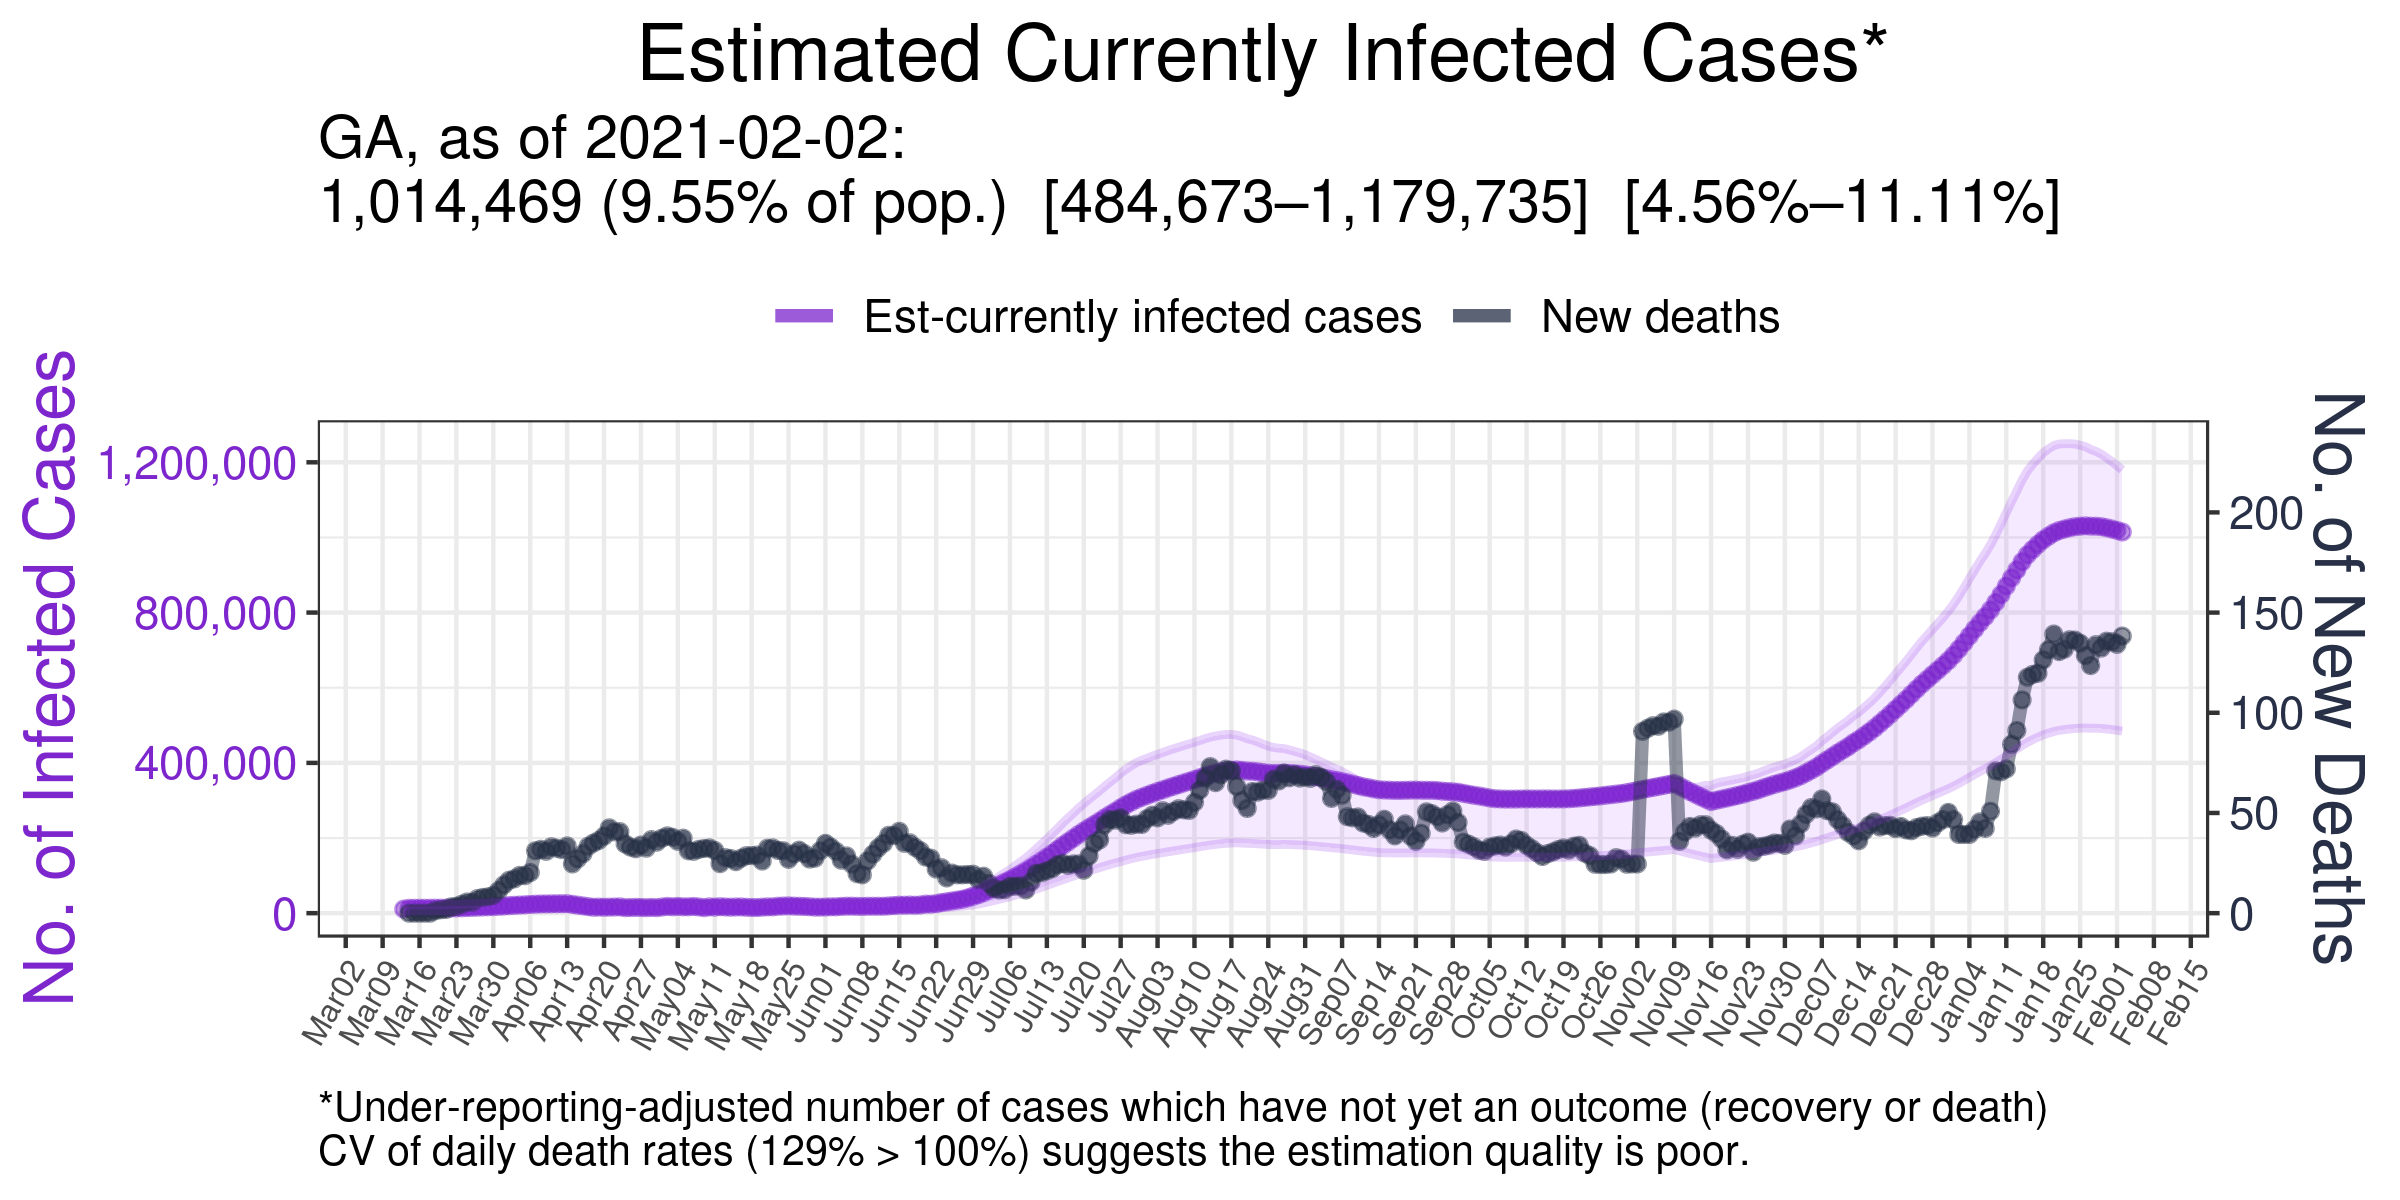 Estimated Currently Infected Cases*
GA, as of 2021-02-02:
1,014,469 (9.55% of pop.)  [484,673–1,179,735]  [4.56%–11.11%]
Est-currently infected cases
New deaths
No. of Infected Cases
1,200,000
800,000
400,000
0
200
150
100
50
0
No. of New Deaths
Mar02
Mar09
Mar16
Mar23
Mar30
Apr06
Apr13
Apr20
Apr27
May04
May11
May18
May25
Jun01
Jun08
Jun15
Jun22
Jun29
Jul06
Jul13
Jul20
Jul27
Aug03
Aug10
Aug17
Aug24
Aug31
Sep07
Sep14
Sep21
Sep28
Oct05
Oct12
Oct19
Oct26
Nov02
Nov09
Nov16
Nov23
Nov30
Dec07
Dec14
Dec21
Dec28
Jan04
Jan11
Jan18
Jan25
Feb01
Feb08
Feb15
*Under-reporting-adjusted number of cases which have not yet an outcome (recovery or death)
CV of daily death rates (129% > 100%) suggests the estimation quality is poor.